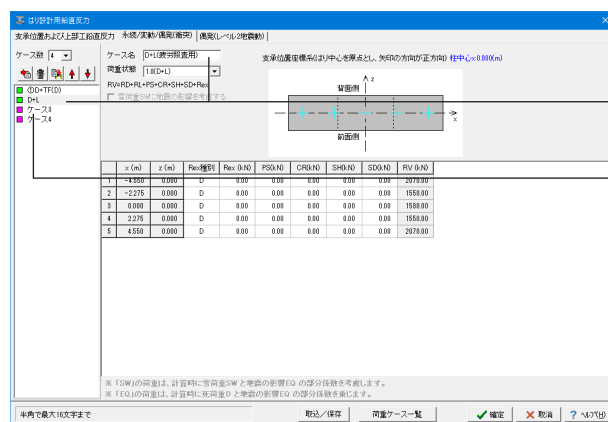 はり設計用鉛直反力
支承位置および上部工鉛直反力 永続/変動/偶発(衝突) 偶発(レベル2地震動)
ケース数 4
ケース名 D+L(疲労照査用)
荷重状態 1.0(D+L)
RV=RD+RL+PS+CR+SH+SD+Rex
雪荷重SWに地震の影響を考慮する
支承位置座標系(はり中心を原点とし、矢印の方向が正方向) 柱中心x:0.000(m)
①D+TF(D)
D+L
ケース3
ケース4
z
背面側
x
前面側
x (m) z (m) Rex種別 Rex (kN) PS(kN) CR(kN) SH(kN) SD(kN) RV (kN)
1 -4.550 0.000 D 0.00 0.00 0.00 0.00 0.00 2070.00
2 -2.275 0.000 D 0.00 0.00 0.00 0.00 0.00 1550.00
3 0.000 0.000 D 0.00 0.00 0.00 0.00 0.00 1580.00
4 2.275 0.000 D 0.00 0.00 0.00 0.00 0.00 1550.00
5 4.550 0.000 D 0.00 0.00 0.00 0.00 0.00 2070.00
※「SW」の荷重は、計算時に雪荷重SW と地震の影響EQ の部分係数を考慮します。
※「EQ」の荷重は、計算時に死荷重D と地震の影響EQ の部分係数を乗じます。
半角で最大16文字まで
取込/保存 荷重ケース一覧 確定 取消 ? ヘルプ(H)